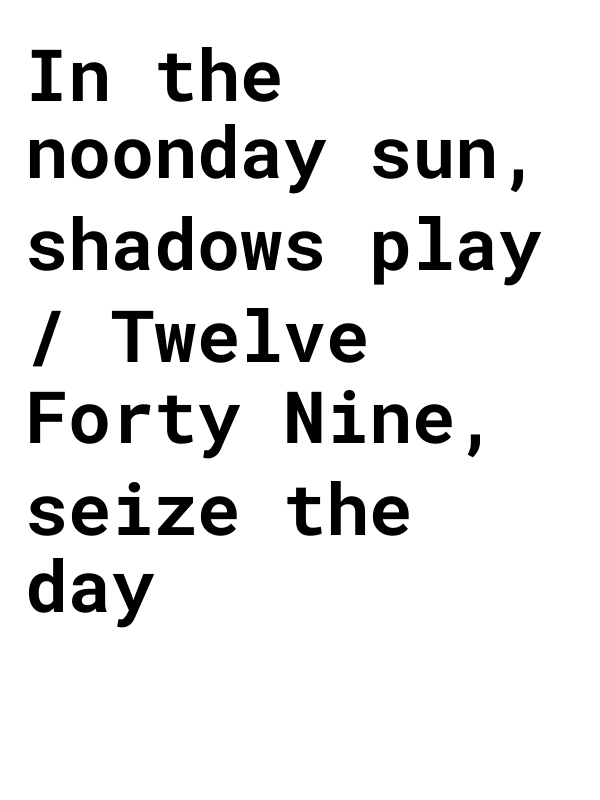 In the
noonday sun,
shadows play
/ Twelve
Forty Nine,
seize the
day